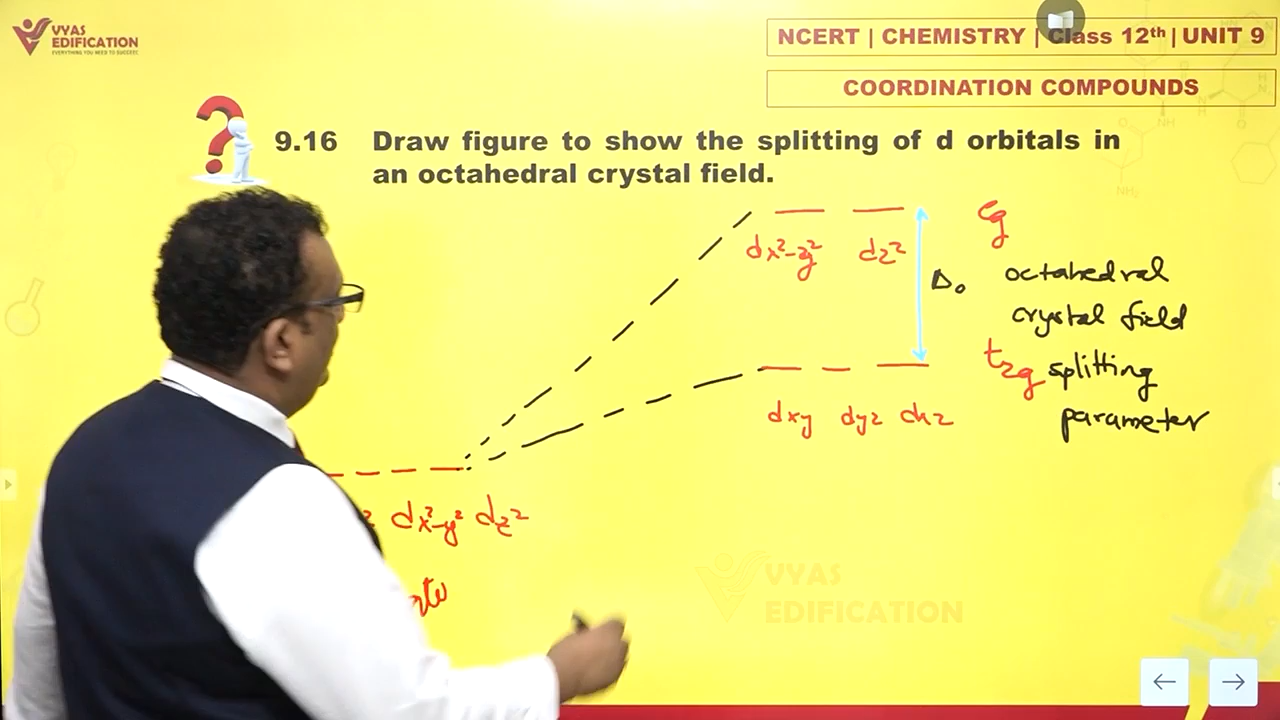 VYAS
EDIFICATION
EVERYTHING YOU NEED TO SUCCEED
NCERT | CHEMISTRY | Class 12th | UNIT 9
COORDINATION COMPOUNDS
9.16 Draw figure to show the splitting of d orbitals in
an octahedral crystal field.
eg
dx²-y² dz²
Δo octahedral
crystal field
t2g splitting
parameter
dxy dyz dxz
dx²-y² dz²
VYAS
EDIFICATION